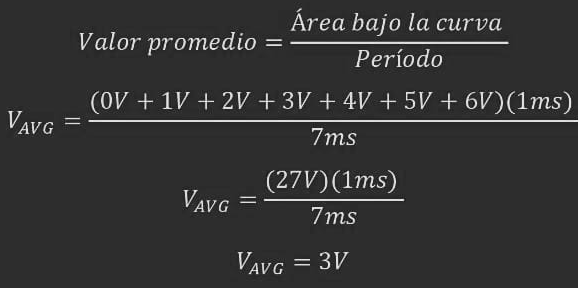 Valor promedio = Área bajo la curva / Período
V_AVG = (0V + 1V + 2V + 3V + 4V + 5V + 6V)(1ms) / 7ms
V_AVG = (27V)(1ms) / 7ms
V_AVG = 3V